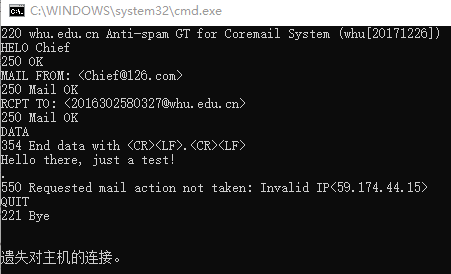 C:\WINDOWS\system32\cmd.exe
220 whu.edu.cn Anti-spam GT for Coremail System (whu[20171226])
HELO Chief
250 OK
MAIL FROM: <Chief@126.com>
250 Mail OK
RCPT TO: <2016302580327@whu.edu.cn>
250 Mail OK
DATA
354 End data with <CR><LF>.<CR><LF>
Hello there, just a test!
.
550 Requested mail action not taken: Invalid IP<59.174.44.15>
QUIT
221 Bye
遗失对主机的连接。